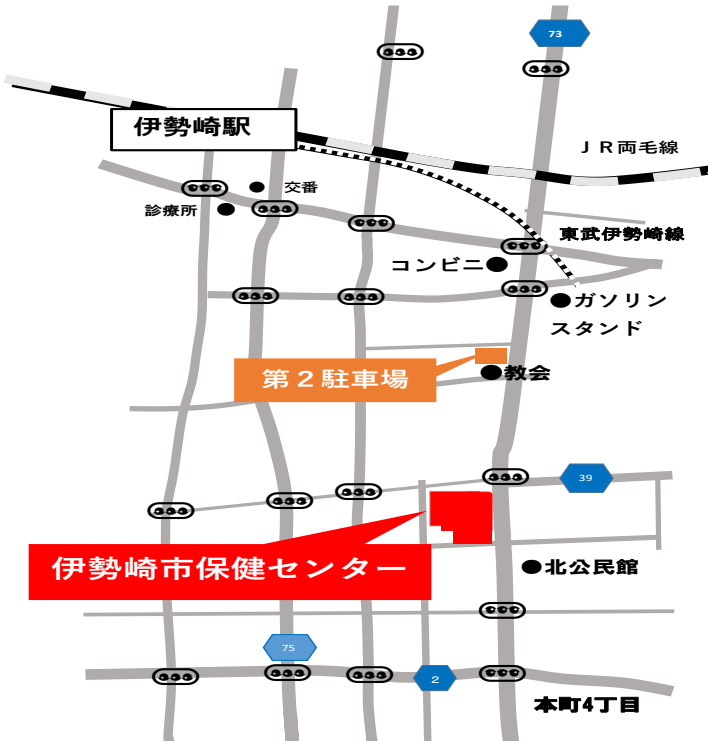 73
伊勢崎駅
ＪＲ両毛線
交番
診療所
東武伊勢崎線
コンビニ
ガソリン
スタンド
第２駐車場
教会
39
伊勢崎市保健センター
北公民館
75
2
本町4丁目